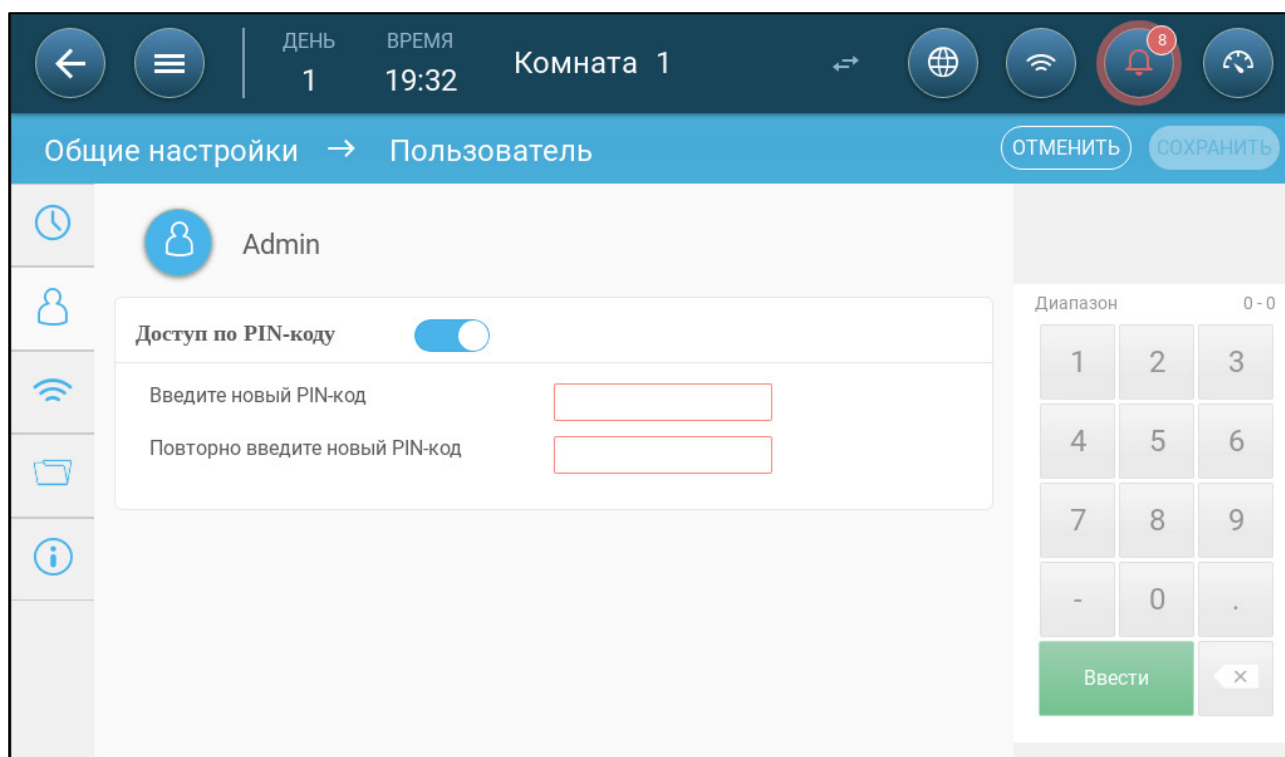 ДЕНЬ ВРЕМЯ
1 19:32 Комната 1 8
Общие настройки → Пользователь ОТМЕНИТЬ СОХРАНИТЬ
Admin
Доступ по PIN-коду
Введите новый PIN-код
Повторно введите новый PIN-код
Диапазон 0 - 0
1 2 3
4 5 6
7 8 9
- 0 .
Ввести